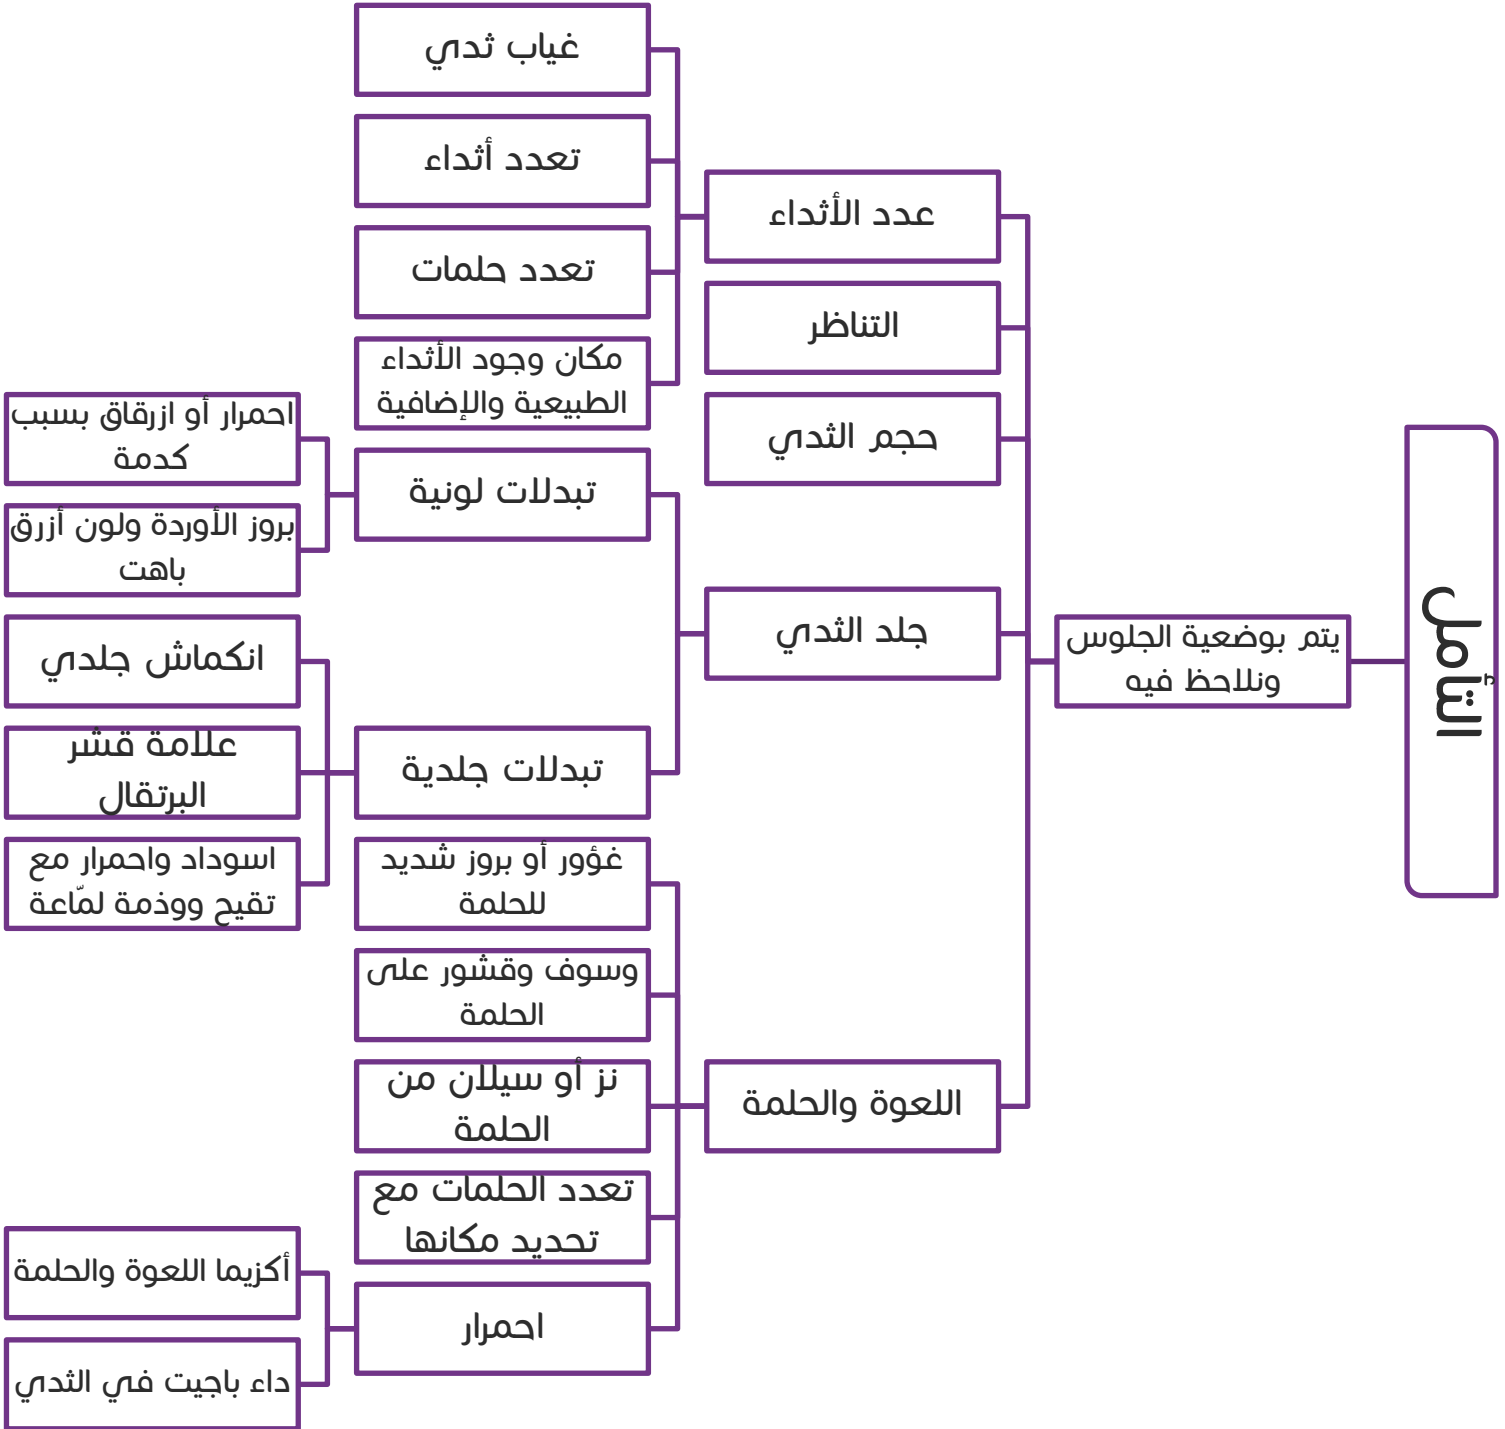 التأمل
يتم بوضعية الجلوس
ونلاحظ فيه
عدد الأثداء
غياب ثدي
تعدد أثداء
تعدد حلمات
مكان وجود الأثداء
الطبيعية والإضافية
التناظر
حجم الثدي
جلد الثدي
تبدلات لونية
احمرار أو ازرقاق بسبب
كدمة
بروز الأوردة ولون أزرق
باهت
تبدلات جلدية
انكماش جلدي
علامة قشر
البرتقال
اسوداد واحمرار مع
تقيح ووذمة لمّاعة
اللعوة والحلمة
غؤور أو بروز شديد
للحلمة
وسوف وقشور على
الحلمة
نز أو سيلان من
الحلمة
تعدد الحلمات مع
تحديد مكانها
احمرار
أكزيما اللعوة والحلمة
داء باجيت في الثدي